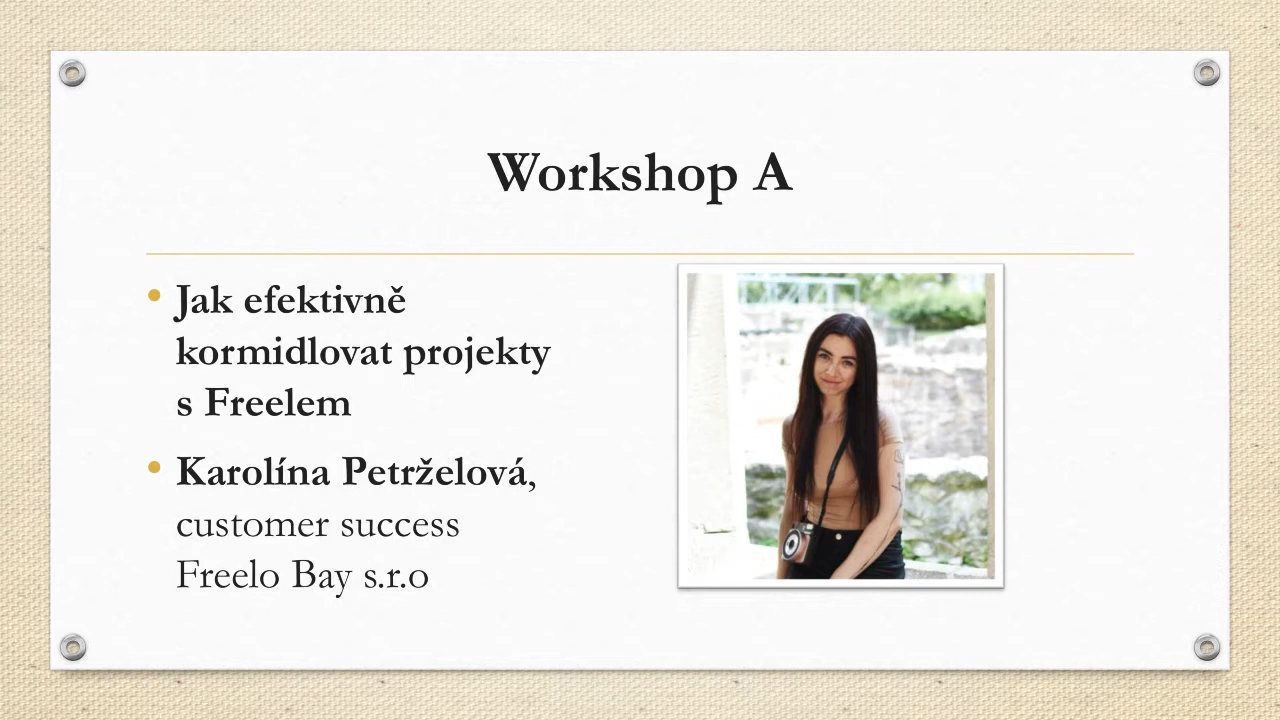 Workshop A
Jak efektivně
kormidlovat projekty
s Freelem
Karolína Petrželová,
customer success
Freelo Bay s.r.o